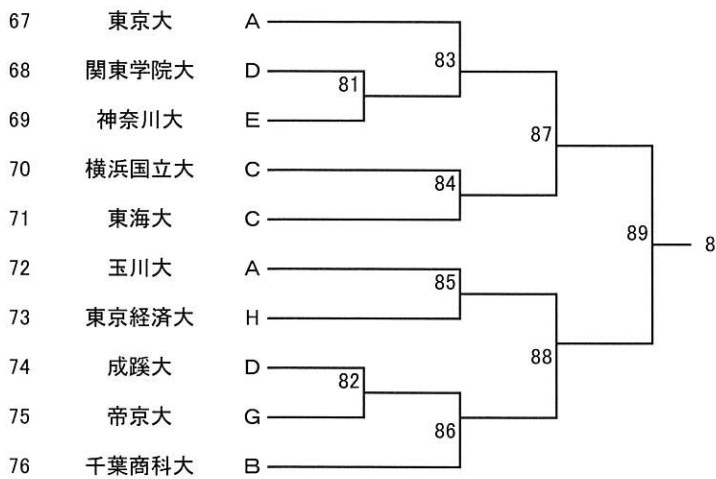 67 東京大 A
83
68 関東学院大 D
81
69 神奈川大 E
87
70 横浜国立大 C
84
71 東海大 C
89 8
72 玉川大 A
85
73 東京経済大 H
88
74 成蹊大 D
82
75 帝京大 G
86
76 千葉商科大 B